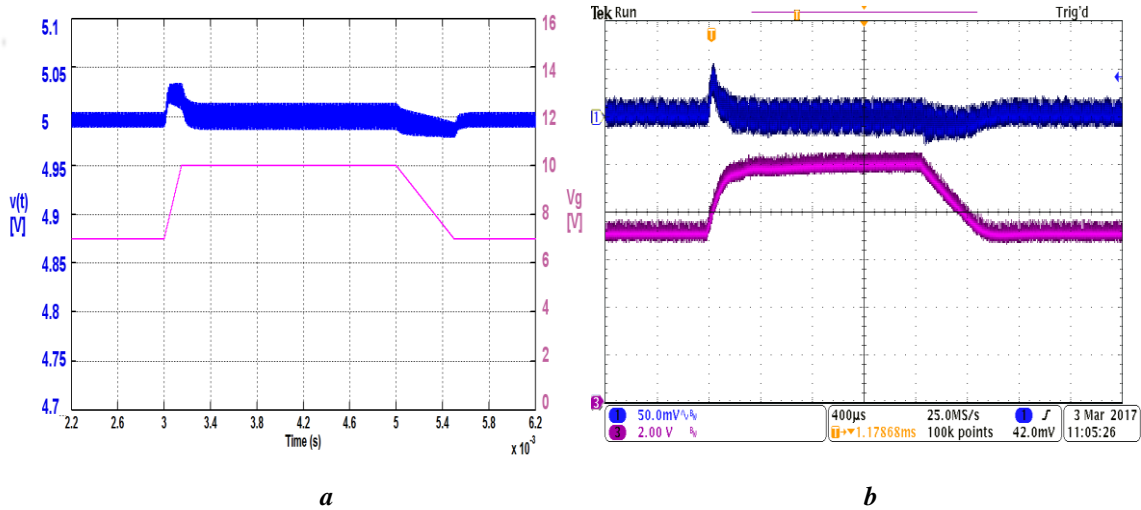 5.1
5.05
5
4.95
4.9
4.85
4.8
4.75
4.7
v(t)
[V]
16
14
12
10
8
6
4
2
0
Vg
[V]
2.2 2.6 3 3.4 3.8 4.2 4.6 5 5.4 5.8 6.2
Time (s)
x 10⁻³
a
Tek Run Trig'd
T
T
1
3
1 50.0mV∿ BW 400µs 25.0MS/s 1 ∫ 3 Mar 2017
3 2.00 V BW T→▼1.17868ms 100k points 42.0mV 11:05:26
b